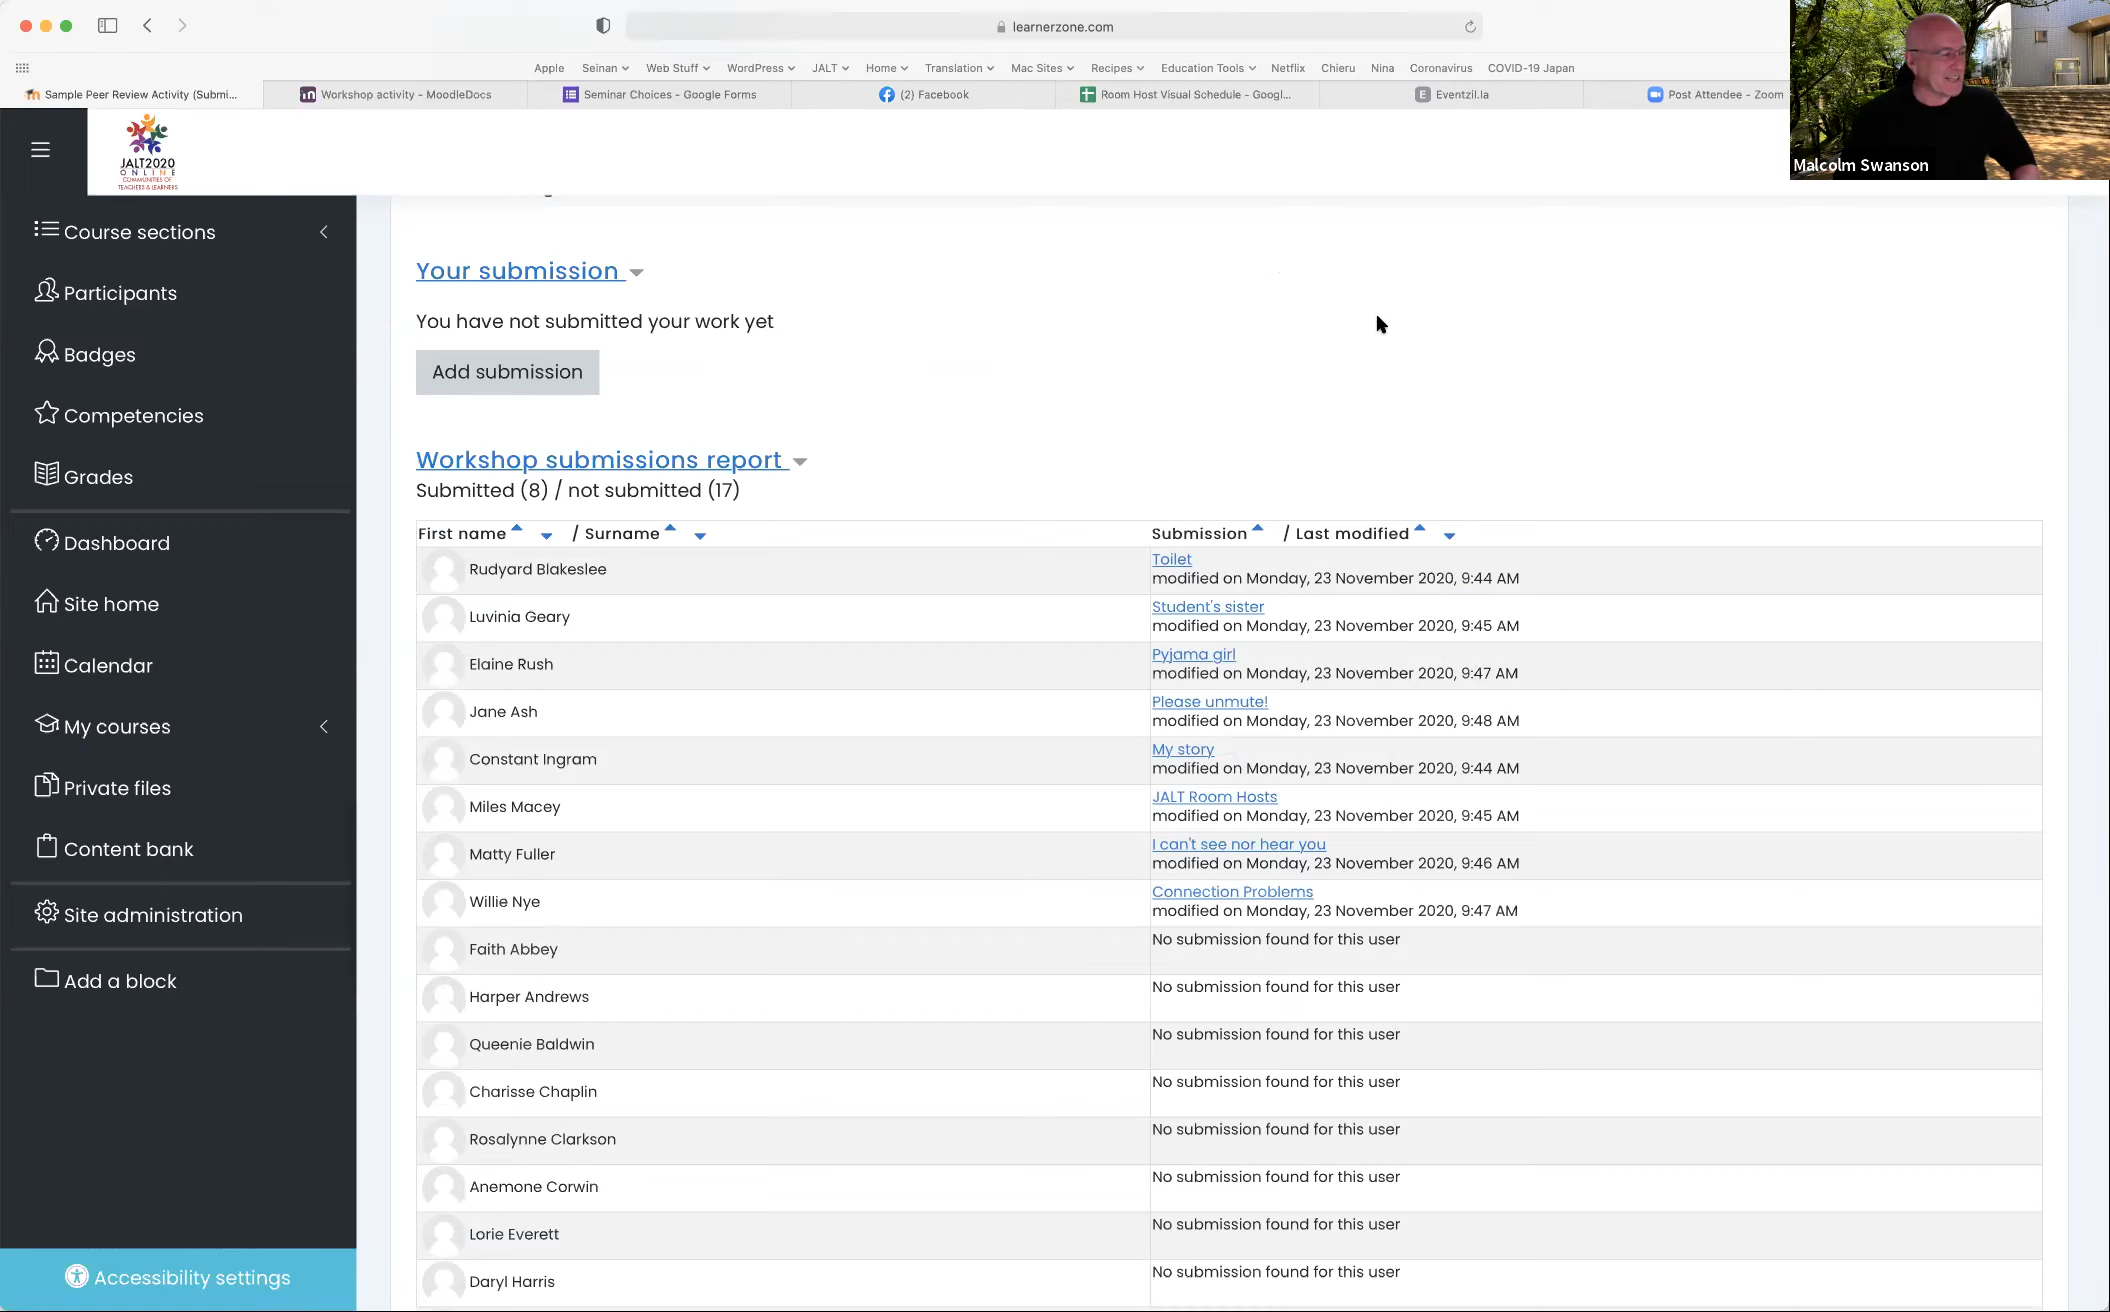 learnerzone.com
Apple Seinan Web Stuff WordPress JALT Home Translation Mac Sites Recipes Education Tools Netflix Chieru Nina Coronavirus COVID-19 Japan
Sample Peer Review Activity (Submi... Workshop activity - MoodleDocs Seminar Choices - Google Forms (2) Facebook Room Host Visual Schedule - Googl... Eventzil.la Post Attendee - Zoom
Malcolm Swanson
JALT2020
ONLINE
COMMUNITIES OF
TEACHERS & LEARNERS
Course sections
Participants
Badges
Competencies
Grades
Dashboard
Site home
Calendar
My courses
Private files
Content bank
Site administration
Add a block
Accessibility settings
Your submission
You have not submitted your work yet
Add submission
Workshop submissions report
Submitted (8) / not submitted (17)
First name / Surname Submission / Last modified
Rudyard Blakeslee Toilet
modified on Monday, 23 November 2020, 9:44 AM
Luvinia Geary Student's sister
modified on Monday, 23 November 2020, 9:45 AM
Elaine Rush Pyjama girl
modified on Monday, 23 November 2020, 9:47 AM
Jane Ash Please unmute!
modified on Monday, 23 November 2020, 9:48 AM
Constant Ingram My story
modified on Monday, 23 November 2020, 9:44 AM
Miles Macey JALT Room Hosts
modified on Monday, 23 November 2020, 9:45 AM
Matty Fuller I can't see nor hear you
modified on Monday, 23 November 2020, 9:46 AM
Willie Nye Connection Problems
modified on Monday, 23 November 2020, 9:47 AM
Faith Abbey No submission found for this user
Harper Andrews No submission found for this user
Queenie Baldwin No submission found for this user
Charisse Chaplin No submission found for this user
Rosalynne Clarkson No submission found for this user
Anemone Corwin No submission found for this user
Lorie Everett No submission found for this user
Daryl Harris No submission found for this user